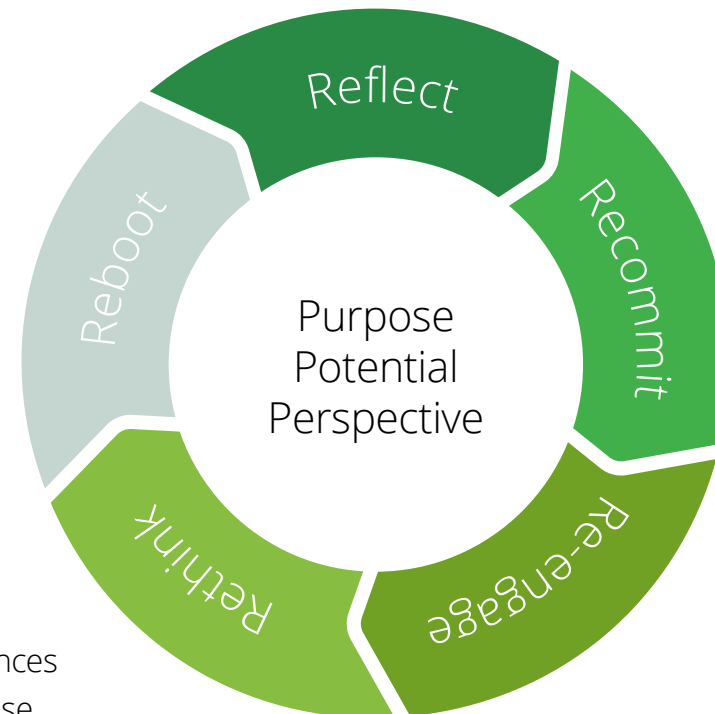 Reflect
Recommit
Re-engage
Rethink
Reboot
Purpose
Potential
Perspective